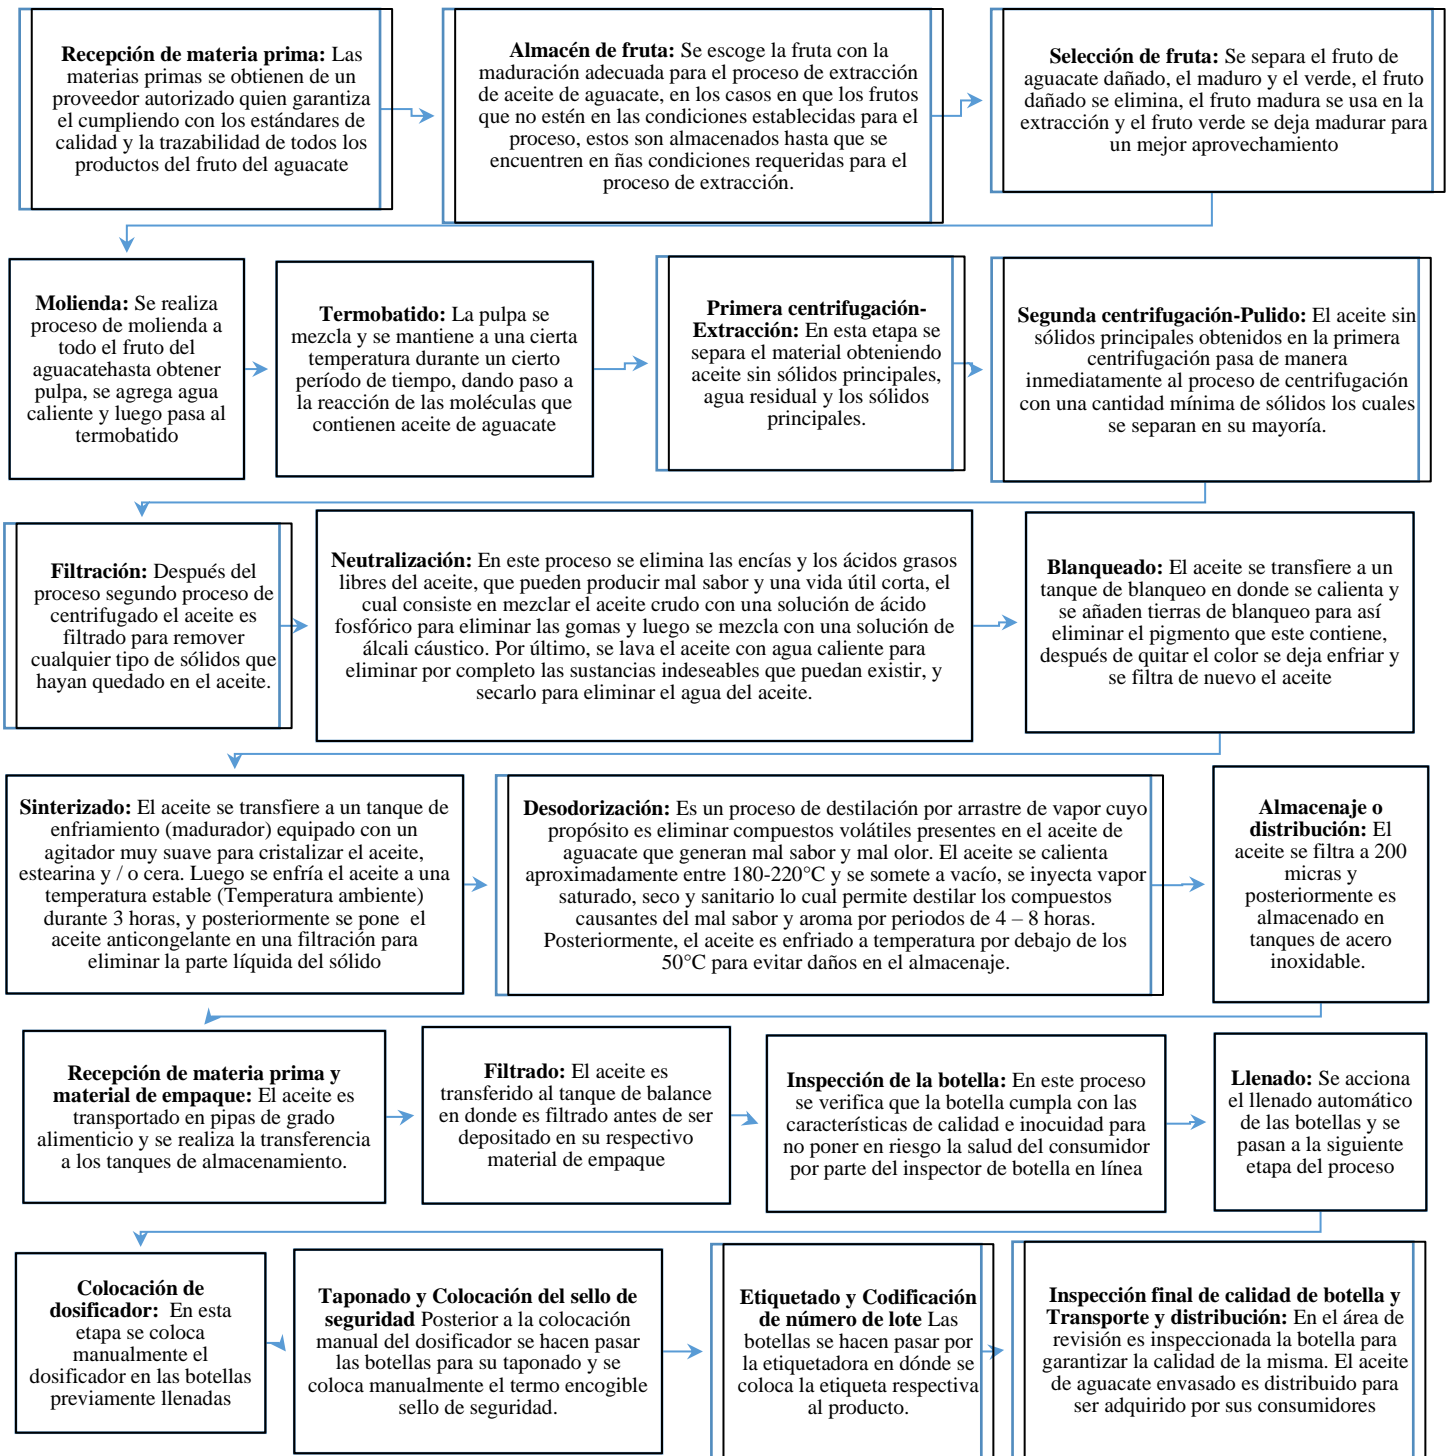 Recepción de materia prima: Las
materias primas se obtienen de un
proveedor autorizado quien garantiza
el cumpliendo con los estándares de
calidad y la trazabilidad de todos los
productos del fruto del aguacate
Almacén de fruta: Se escoge la fruta con la
maduración adecuada para el proceso de extracción
de aceite de aguacate, en los casos en que los frutos
que no estén en las condiciones establecidas para el
proceso, estos son almacenados hasta que se
encuentren en ñas condiciones requeridas para el
proceso de extracción.
Selección de fruta: Se separa el fruto de
aguacate dañado, el maduro y el verde, el fruto
dañado se elimina, el fruto madura se usa en la
extracción y el fruto verde se deja madurar para
un mejor aprovechamiento
Molienda: Se realiza
proceso de molienda a
todo el fruto del
aguacatehasta obtener
pulpa, se agrega agua
caliente y luego pasa al
termobatido
Termobatido: La pulpa se
mezcla y se mantiene a una cierta
temperatura durante un cierto
período de tiempo, dando paso a
la reacción de las moléculas que
contienen aceite de aguacate
Primera centrifugación-
Extracción: En esta etapa se
separa el material obteniendo
aceite sin sólidos principales,
agua residual y los sólidos
principales.
Segunda centrifugación-Pulido: El aceite sin
sólidos principales obtenidos en la primera
centrifugación pasa de manera
inmediatamente al proceso de centrifugación
con una cantidad mínima de sólidos los cuales
se separan en su mayoría.
Filtración: Después del
proceso segundo proceso de
centrifugado el aceite es
filtrado para remover
cualquier tipo de sólidos que
hayan quedado en el aceite.
Neutralización: En este proceso se elimina las encías y los ácidos grasos
libres del aceite, que pueden producir mal sabor y una vida útil corta, el
cual consiste en mezclar el aceite crudo con una solución de ácido
fosfórico para eliminar las gomas y luego se mezcla con una solución de
álcali cáustico. Por último, se lava el aceite con agua caliente para
eliminar por completo las sustancias indeseables que puedan existir, y
secarlo para eliminar el agua del aceite.
Blanqueado: El aceite se transfiere a un
tanque de blanqueo en donde se calienta y
se añaden tierras de blanqueo para así
eliminar el pigmento que este contiene,
después de quitar el color se deja enfriar y
se filtra de nuevo el aceite
Sinterizado: El aceite se transfiere a un tanque de
enfriamiento (madurador) equipado con un
agitador muy suave para cristalizar el aceite,
estearina y / o cera. Luego se enfría el aceite a una
temperatura estable (Temperatura ambiente)
durante 3 horas, y posteriormente se pone el
aceite anticongelante en una filtración para
eliminar la parte líquida del sólido
Desodorización: Es un proceso de destilación por arrastre de vapor cuyo
propósito es eliminar compuestos volátiles presentes en el aceite de
aguacate que generan mal sabor y mal olor. El aceite se calienta
aproximadamente entre 180-220°C y se somete a vacío, se inyecta vapor
saturado, seco y sanitario lo cual permite destilar los compuestos
causantes del mal sabor y aroma por periodos de 4 – 8 horas.
Posteriormente, el aceite es enfriado a temperatura por debajo de los
50°C para evitar daños en el almacenaje.
Almacenaje o
distribución: El
aceite se filtra a 200
micras y
posteriormente es
almacenado en
tanques de acero
inoxidable.
Recepción de materia prima y
material de empaque: El aceite es
transportado en pipas de grado
alimenticio y se realiza la transferencia
a los tanques de almacenamiento.
Filtrado: El aceite es
transferido al tanque de balance
en donde es filtrado antes de ser
depositado en su respectivo
material de empaque
Inspección de la botella: En este proceso
se verifica que la botella cumpla con las
características de calidad e inocuidad para
no poner en riesgo la salud del consumidor
por parte del inspector de botella en línea
Llenado: Se acciona
el llenado automático
de las botellas y se
pasan a la siguiente
etapa del proceso
Colocación de
dosificador: En esta
etapa se coloca
manualmente el
dosificador en las botellas
previamente llenadas
Taponado y Colocación del sello de
seguridad Posterior a la colocación
manual del dosificador se hacen pasar
las botellas para su taponado y se
coloca manualmente el termo encogible
sello de seguridad.
Etiquetado y Codificación
de número de lote Las
botellas se hacen pasar por
la etiquetadora en dónde se
coloca la etiqueta respectiva
al producto.
Inspección final de calidad de botella y
Transporte y distribución: En el área de
revisión es inspeccionada la botella para
garantizar la calidad de la misma. El aceite
de aguacate envasado es distribuido para
ser adquirido por sus consumidores